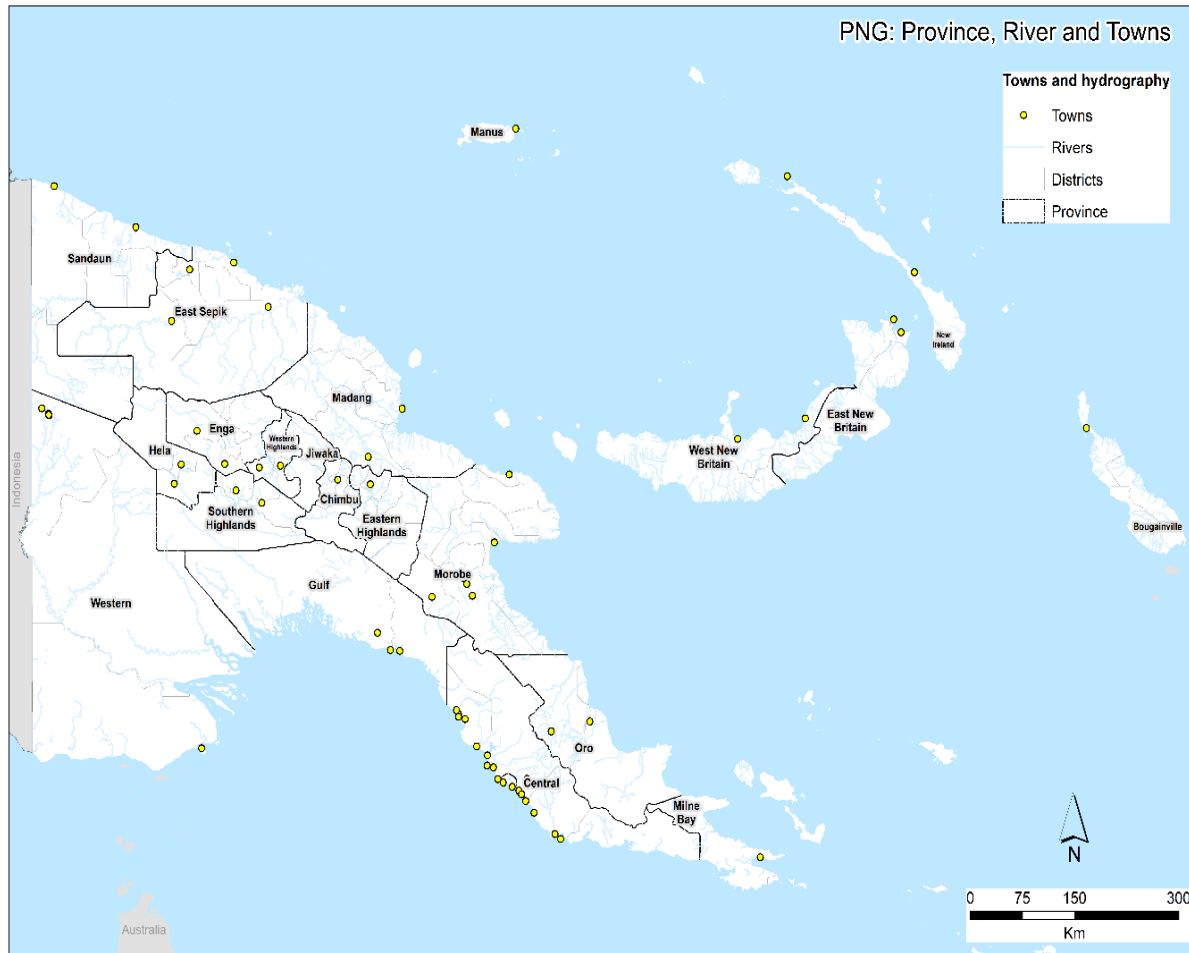 PNG: Province, River and Towns
Towns and hydrography
Towns
Rivers
Districts
Province
Manus
Sandaun
East Sepik
New
Ireland
Madang
East New
Britain
Enga
Western
Highlands
Hela
Jiwaka
West New
Britain
Chimbu
Southern
Highlands
Eastern
Highlands
Bougainville
Indonesia
Morobe
Gulf
Western
Oro
Central
Milne
Bay
N
0 75 150 300
Km
Australia